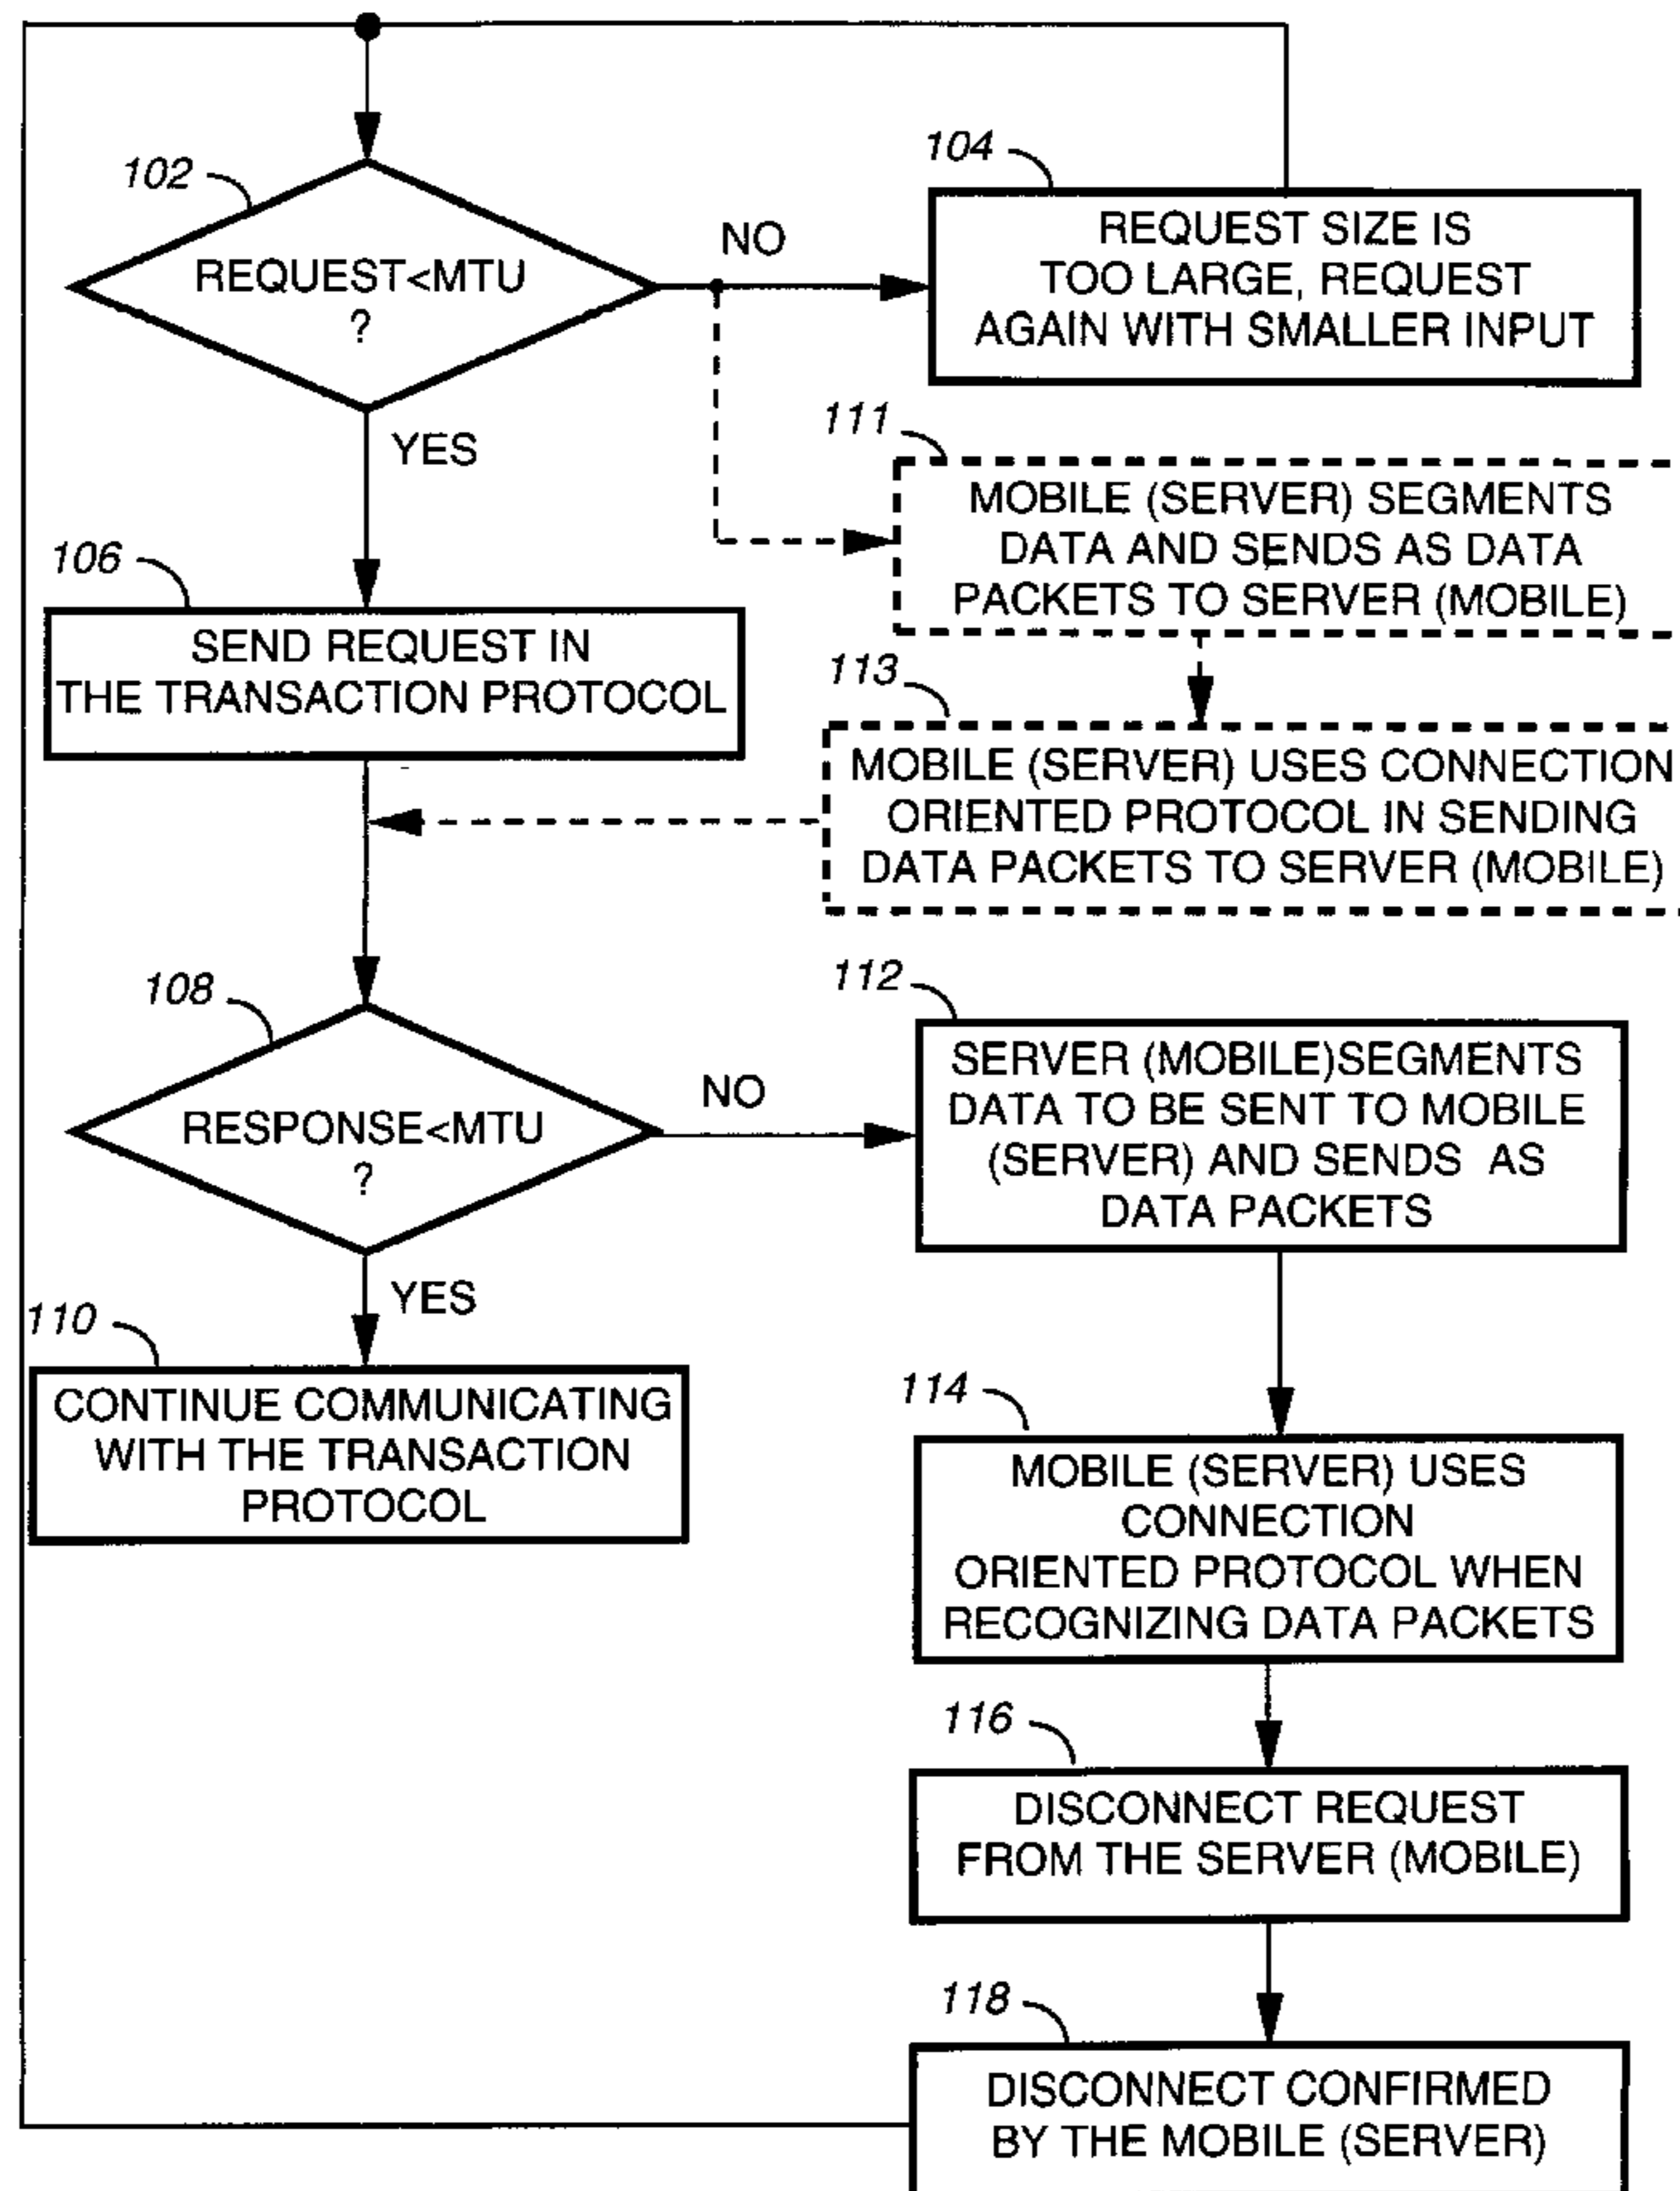 102
REQUEST<MTU
?
NO
YES
104
REQUEST SIZE IS
TOO LARGE, REQUEST
AGAIN WITH SMALLER INPUT
111
MOBILE (SERVER) SEGMENTS
DATA AND SENDS AS DATA
PACKETS TO SERVER (MOBILE)
106
SEND REQUEST IN
THE TRANSACTION PROTOCOL
113
MOBILE (SERVER) USES CONNECTION
ORIENTED PROTOCOL IN SENDING
DATA PACKETS TO SERVER (MOBILE)
108
RESPONSE<MTU
?
NO
YES
112
SERVER (MOBILE)SEGMENTS
DATA TO BE SENT TO MOBILE
(SERVER) AND SENDS AS
DATA PACKETS
110
CONTINUE COMMUNICATING
WITH THE TRANSACTION
PROTOCOL
114
MOBILE (SERVER) USES
CONNECTION
ORIENTED PROTOCOL WHEN
RECOGNIZING DATA PACKETS
116
DISCONNECT REQUEST
FROM THE SERVER (MOBILE)
118
DISCONNECT CONFIRMED
BY THE MOBILE (SERVER)